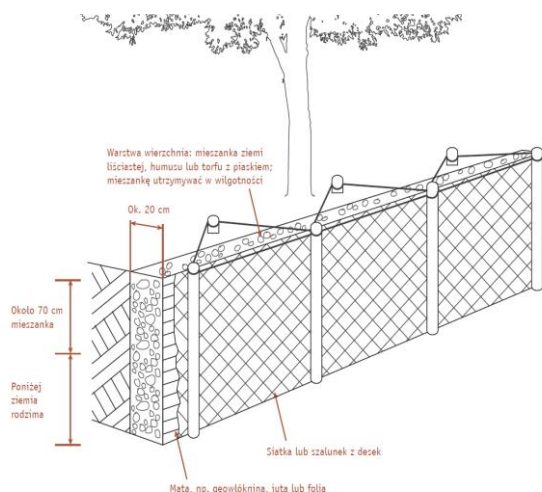 Warstwa wierzchnia: mieszanka ziemi
liściastej, humusu lub torfu z piaskiem;
mieszankę utrzymywać w wilgotności
Ok. 20 cm
Około 70 cm
mieszanka
Poniżej
ziemia
rodzima
Siatka lub szalunek z desek
Mata, np. geowłóknina, juta lub folia